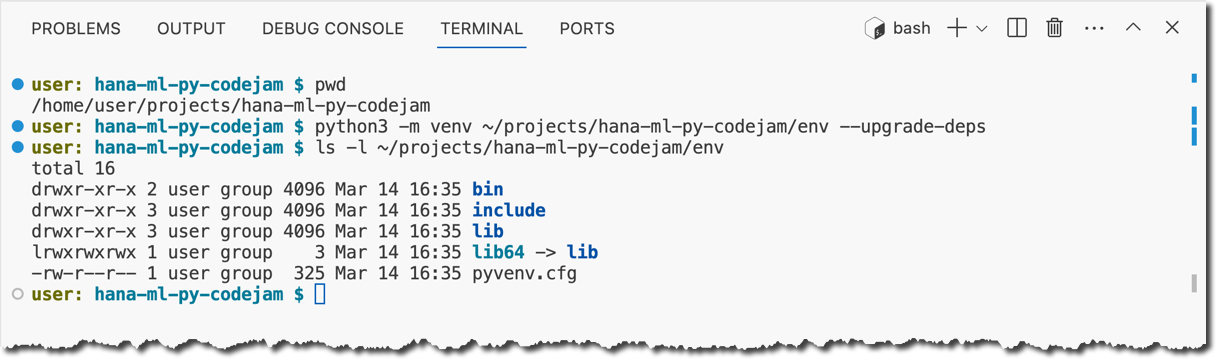 PROBLEMS OUTPUT DEBUG CONSOLE TERMINAL PORTS bash
user: hana-ml-py-codejam $ pwd
/home/user/projects/hana-ml-py-codejam
user: hana-ml-py-codejam $ python3 -m venv ~/projects/hana-ml-py-codejam/env --upgrade-deps
user: hana-ml-py-codejam $ ls -l ~/projects/hana-ml-py-codejam/env
total 16
drwxr-xr-x 2 user group 4096 Mar 14 16:35 bin
drwxr-xr-x 3 user group 4096 Mar 14 16:35 include
drwxr-xr-x 3 user group 4096 Mar 14 16:35 lib
lrwxrwxrwx 1 user group    3 Mar 14 16:35 lib64 -> lib
-rw-r--r-- 1 user group  325 Mar 14 16:35 pyvenv.cfg
user: hana-ml-py-codejam $